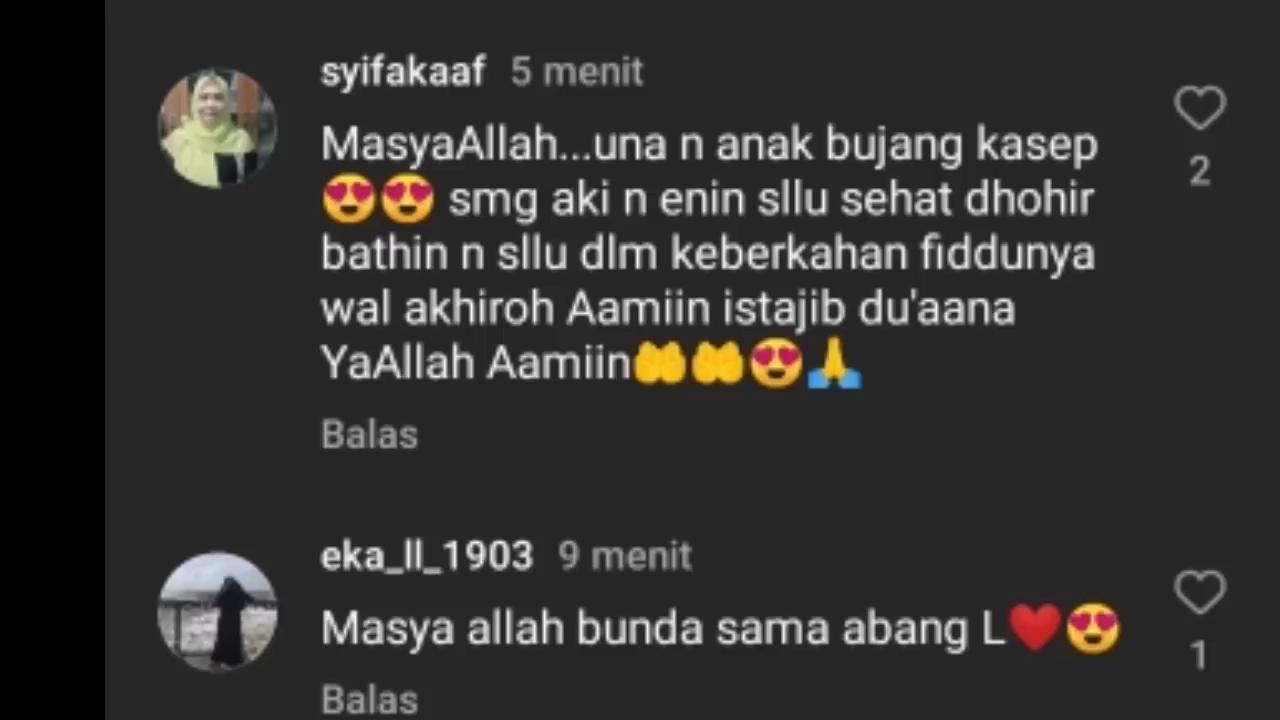 syifakaaf 5 menit
MasyaAllah...una n anak bujang kasep
😍😍 smg aki n enin sllu sehat dhohir
bathin n sllu dlm keberkahan fiddunya
wal akhiroh Aamiin istajib du'aana
YaAllah Aamiin🤲🤲😍🙏
2
Balas
eka_ll_1903 9 menit
Masya allah bunda sama abang L❤️😍
1
Balas